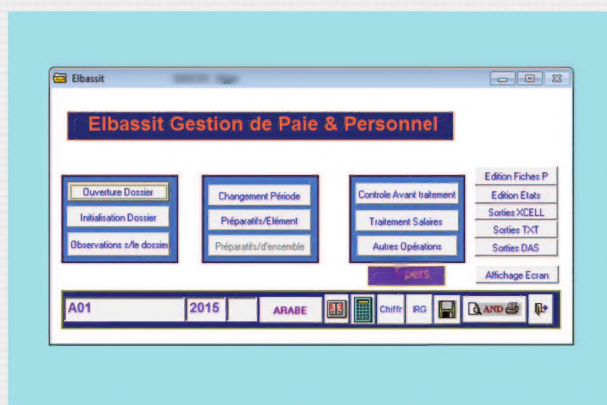 Elbassit
Elbassit Gestion de Paie & Personnel
Ouverture Dossier
Initialisation Dossier
Observations s/le dossier
Changement Période
Préparatifs/Elément
Préparatifs/d'ensemble
Controle Avant traitement
Traitement Salaires
Autres Opérations
Edition Fiches P
Edition Etats
Sorties XCELL
Sorties TXT
Sorties DAS
Affichage Ecran
pers
A01 2015 ARABE Chiffr IRG AND